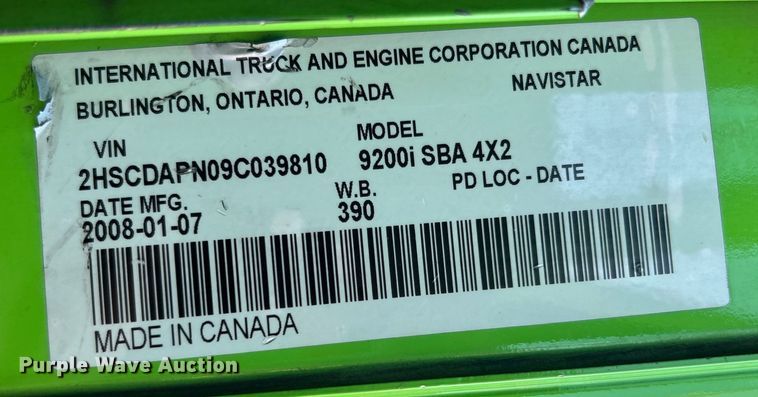 INTERNATIONAL TRUCK AND ENGINE CORPORATION CANADA
BURLINGTON, ONTARIO, CANADA NAVISTAR
VIN MODEL
2HSCDAPN09C039810 9200i SBA 4X2
DATE MFG. W.B. PD LOC - DATE
2008-01-07 390
MADE IN CANADA
Purple Wave Auction